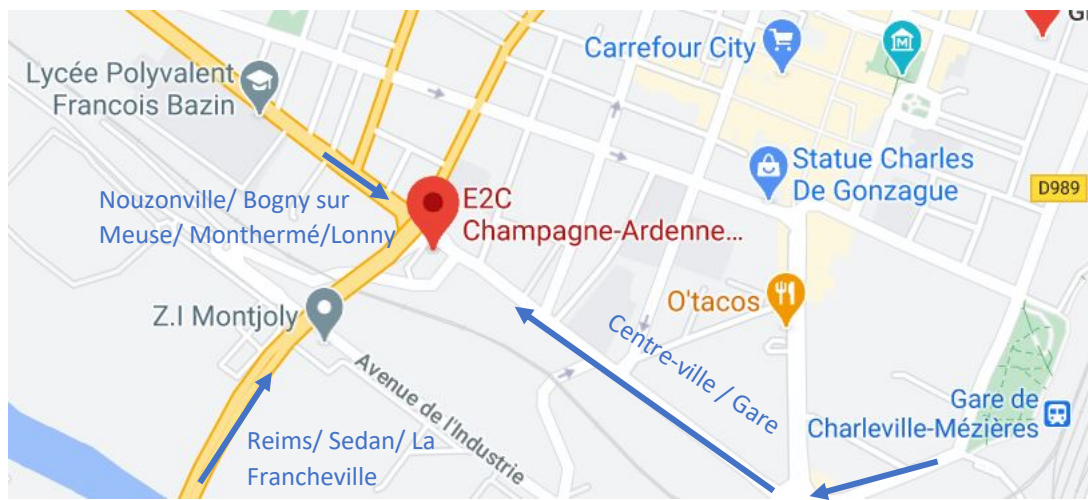 Gr
Carrefour City
Lycée Polyvalent
Francois Bazin
Statue Charles
De Gonzague
D989
Nouzonville/ Bogny sur
Meuse/ Monthermé/Lonny
E2C
Champagne-Ardenne...
Z.I Montjoly
O'tacos
Centre-ville / Gare
Avenue de l'Industrie
Gare de
Charleville-Mézières
Reims/ Sedan/ La
Francheville